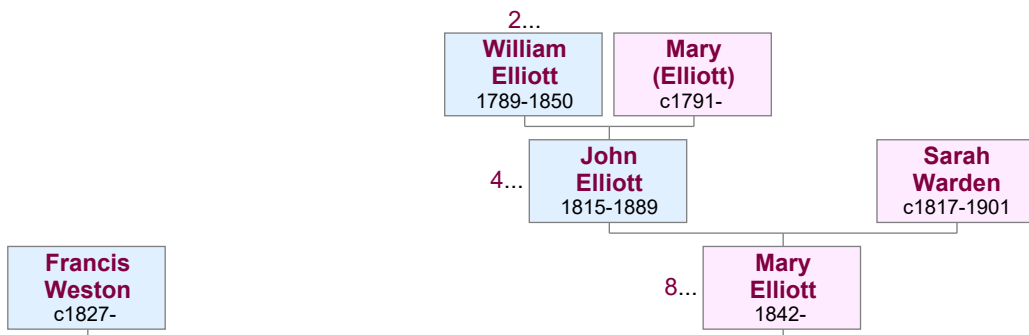 2...
William
Elliott
1789-1850
Mary
(Elliott)
c1791-
4...
John
Elliott
1815-1889
Sarah
Warden
c1817-1901
Francis
Weston
c1827-
8...
Mary
Elliott
1842-